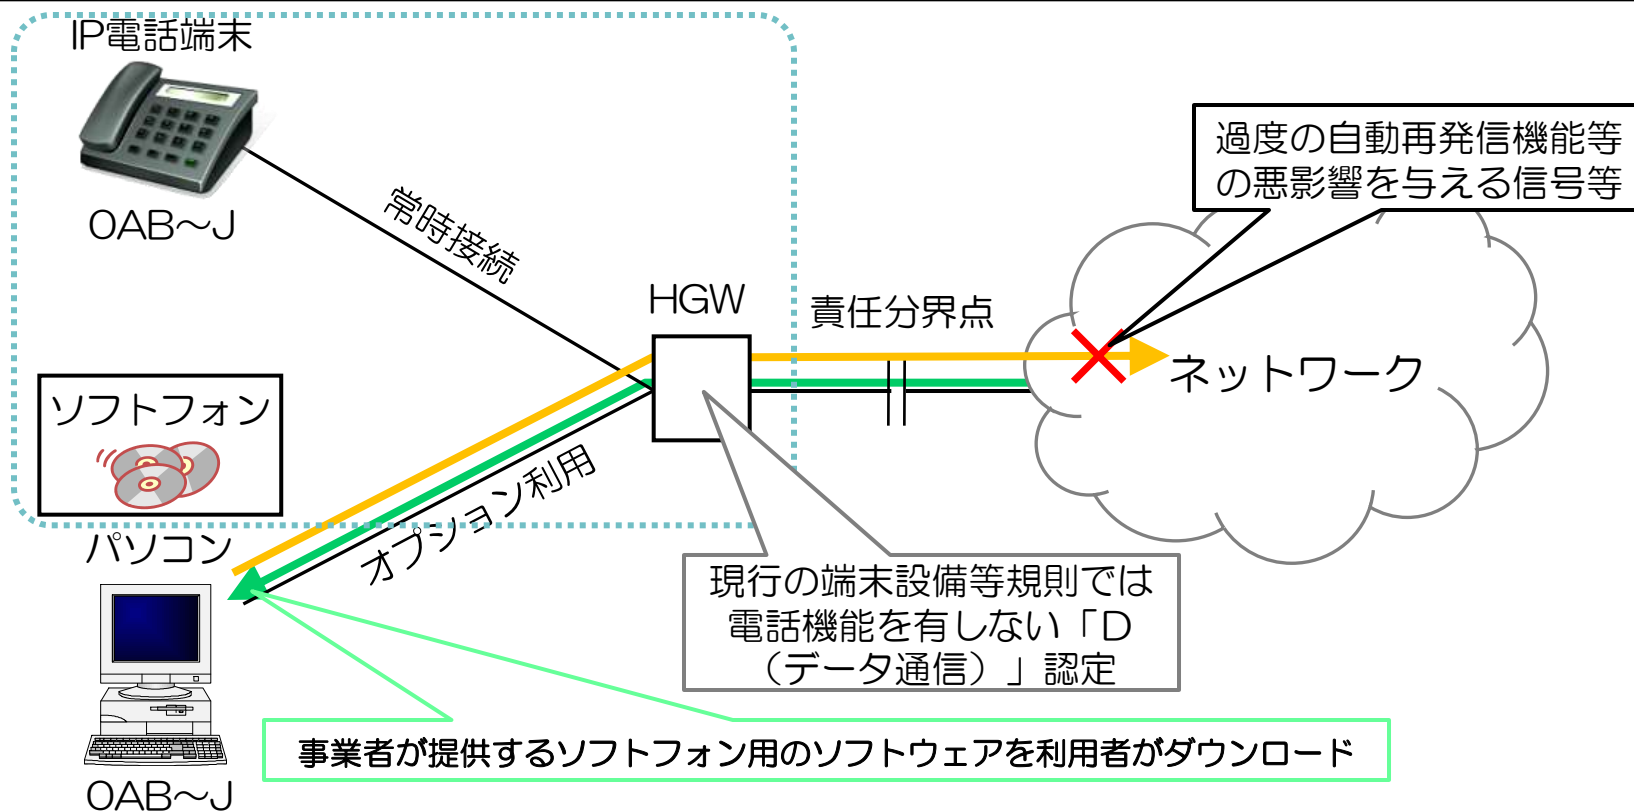 IP電話端末
0AB～J
常時接続
HGW
責任分界点
過度の自動再発信機能等
の悪影響を与える信号等
ネットワーク
ソフトフォン
オプション利用
パソコン
現行の端末設備等規則では
電話機能を有しない「D
（データ通信）」認定
事業者が提供するソフトフォン用のソフトウェアを利用者がダウンロード
0AB～J